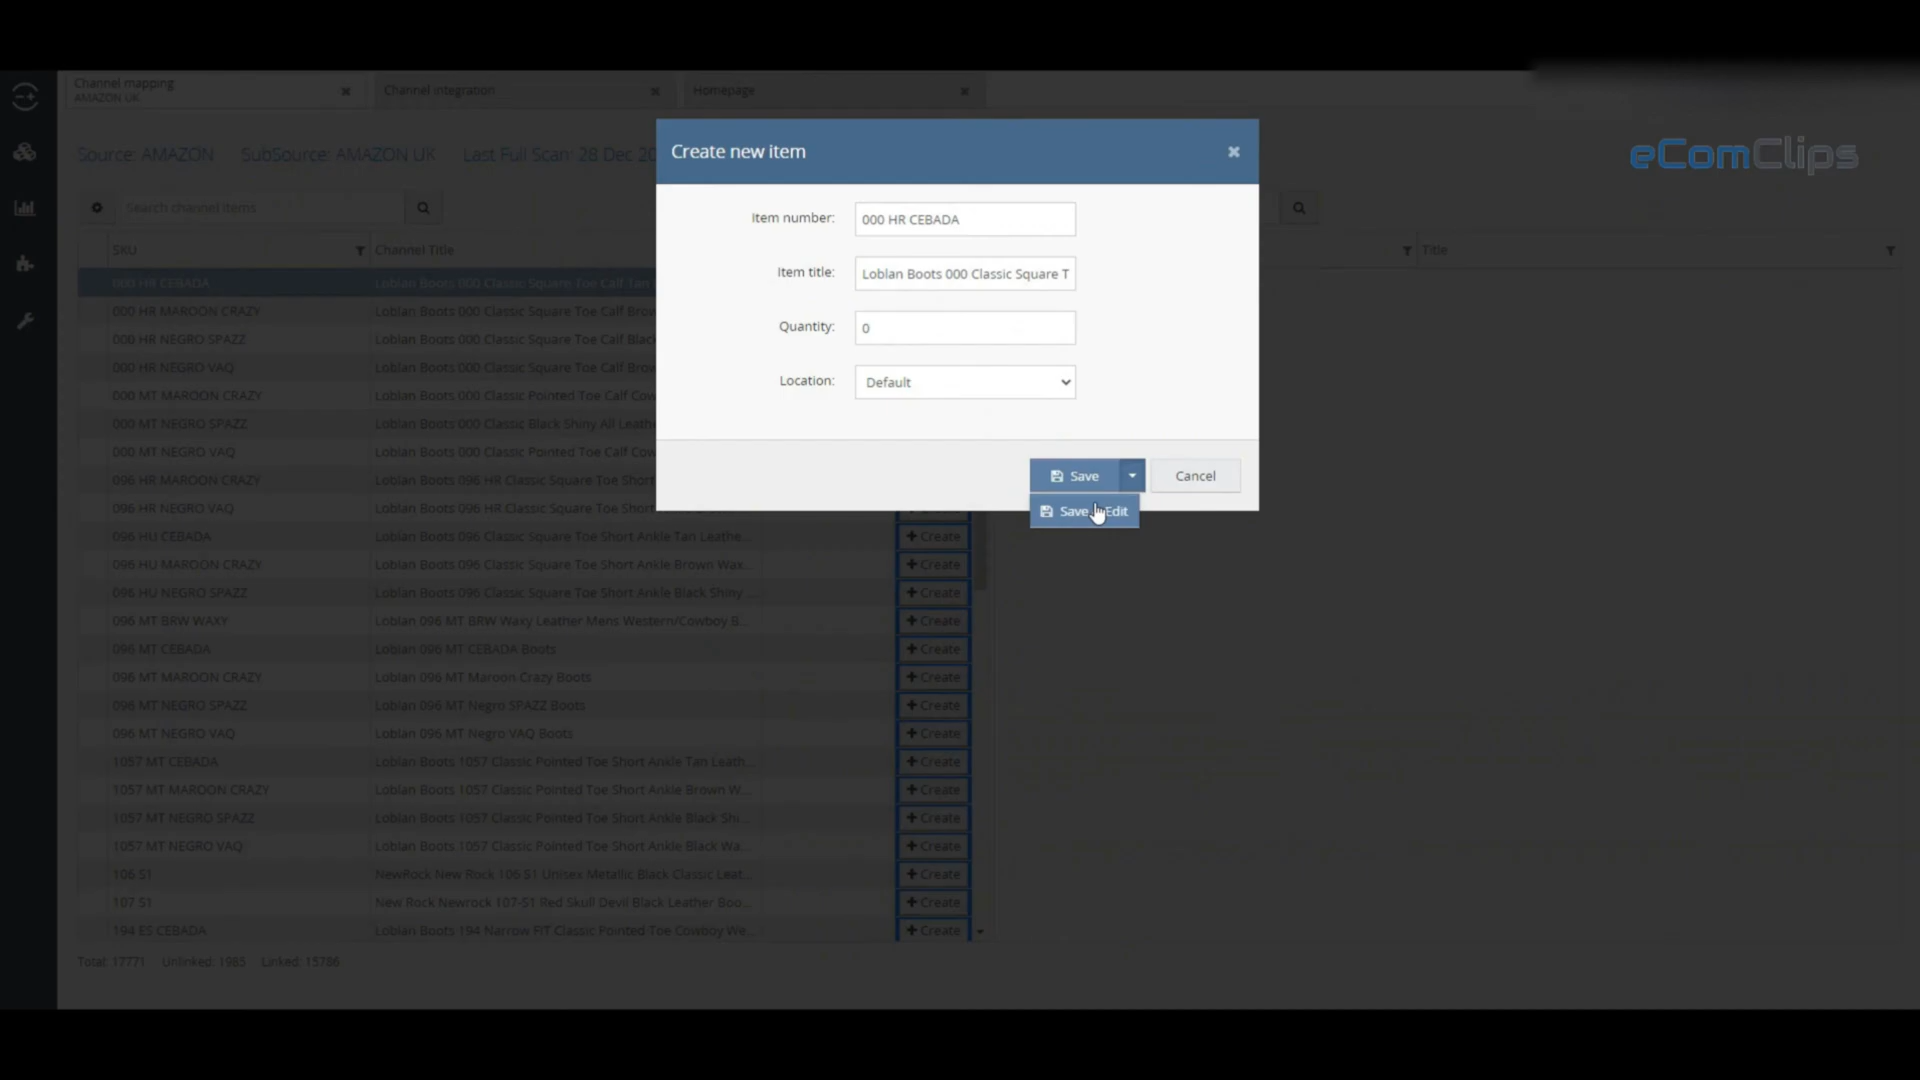 Channel mapping
AMAZON UK
Channel integration
Homepage
eComClips
Source: AMAZON SubSource: AMAZON UK Last Full Scan: 28 Dec 20
Create new item
Search channel items
Item number: 000 HR CEBADA
Item title: Loblan Boots 000 Classic Square T
Quantity: 0
Location: Default
Save
Cancel
Save Edit
SKU Channel Title Title
000 HR CEBADA Loblan Boots 000 Classic Square Toe Calf Tan
000 HR MAROON CRAZY Loblan Boots 000 Classic Square Toe Calf Brow
000 HR NEGRO SPAZZ Loblan Boots 000 Classic Square Toe Calf Black
000 HR NEGRO VAQ Loblan Boots 000 Classic Square Toe Calf Brow
000 MT MAROON CRAZY Loblan Boots 000 Classic Pointed Toe Calf Cow
000 MT NEGRO SPAZZ Loblan Boots 000 Classic Black Shiny All Leath
000 MT NEGRO VAQ Loblan Boots 000 Classic Pointed Toe Calf Cow
096 HR MAROON CRAZY Loblan Boots 096 HR Classic Square Toe Short
096 HR NEGRO VAQ Loblan Boots 096 HR Classic Square Toe Short
096 HU CEBADA Loblan Boots 096 Classic Square Toe Short Ankle Tan Leathe... Create
096 HU MAROON CRAZY Loblan Boots 096 Classic Square Toe Short Ankle Brown Wax... Create
096 HU NEGRO SPAZZ Loblan Boots 096 Classic Square Toe Short Ankle Black Shiny ... Create
096 MT BRW WAXY Loblan 096 MT BRW Waxy Leather Mens Western/Cowboy B... Create
096 MT CEBADA Loblan 096 MT CEBADA Boots Create
096 MT MAROON CRAZY Loblan 096 MT Maroon Crazy Boots Create
096 MT NEGRO SPAZZ Loblan 096 MT Negro SPAZZ Boots Create
096 MT NEGRO VAQ Loblan 096 MT Negro VAQ Boots Create
1057 MT CEBADA Loblan Boots 1057 Classic Pointed Toe Short Ankle Tan Leath... Create
1057 MT MAROON CRAZY Loblan Boots 1057 Classic Pointed Toe Short Ankle Brown W... Create
1057 MT NEGRO SPAZZ Loblan Boots 1057 Classic Pointed Toe Short Ankle Black Shi... Create
1057 MT NEGRO VAQ Loblan Boots 1057 Classic Pointed Toe Short Ankle Black Wa... Create
106 S1 NewRock New Rock 106 S1 Unisex Metallic Black Classic Leat... Create
107 S1 New Rock Newrock 107-S1 Red Skull Devil Black Leather Boo... Create
194 ES CEBADA Loblan Boots 194 Narrow FIT Classic Pointed Toe Cowboy We... Create
Total: 17771 Unlinked: 1985 Linked: 15786